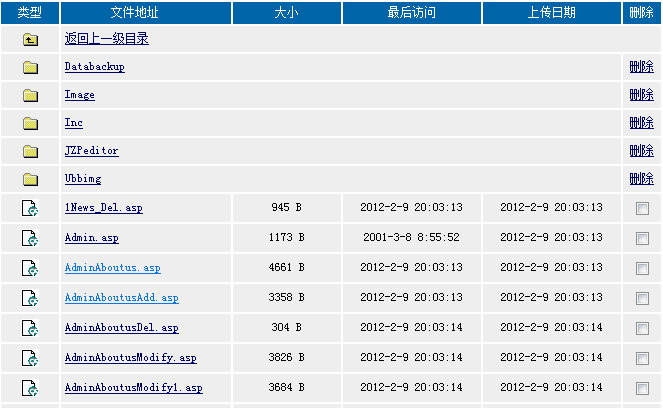 类型 文件地址 大小 最后访问 上传日期 删除
返回上一级目录
Databackup 删除
Image 删除
Inc 删除
JZPeditor 删除
Ubbimg 删除
1News_Del.asp 945 B 2012-2-9 20:03:13 2012-2-9 20:03:13
Admin.asp 1173 B 2001-3-8 8:55:52 2012-2-9 20:03:13
AdminAboutus.asp 4661 B 2012-2-9 20:03:13 2012-2-9 20:03:13
AdminAboutusAdd.asp 3358 B 2012-2-9 20:03:13 2012-2-9 20:03:13
AdminAboutusDel.asp 304 B 2012-2-9 20:03:14 2012-2-9 20:03:14
AdminAboutusModify.asp 3826 B 2012-2-9 20:03:14 2012-2-9 20:03:14
AdminAboutusModify1.asp 3684 B 2012-2-9 20:03:14 2012-2-9 20:03:14